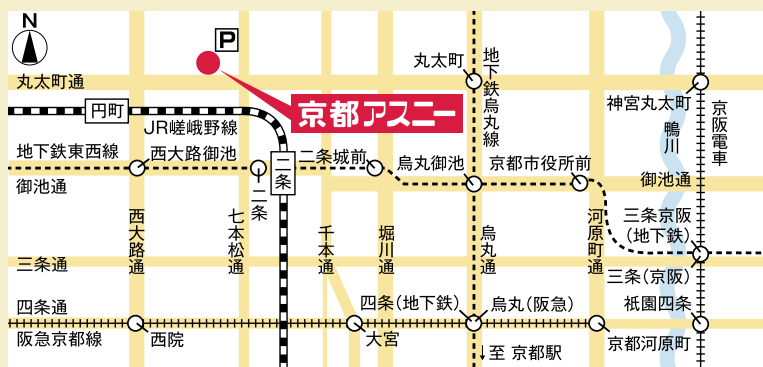 N
P
丸太町
地下鉄烏丸線
丸太町通
京都アスニー
神宮丸太町
円町
JR嵯峨野線
鴨川
京阪電車
地下鉄東西線
西大路御池
二条
二条城前
烏丸御池
京都市役所前
御池通
二条
御池通
西大路通
七本松通
千本通
堀川通
烏丸通
河原町通
三条京阪
(地下鉄)
三条通
三条(京阪)
四条通
四条(地下鉄)
烏丸(阪急)
祇園四条
阪急京都線
西院
大宮
京都河原町
↓至 京都駅